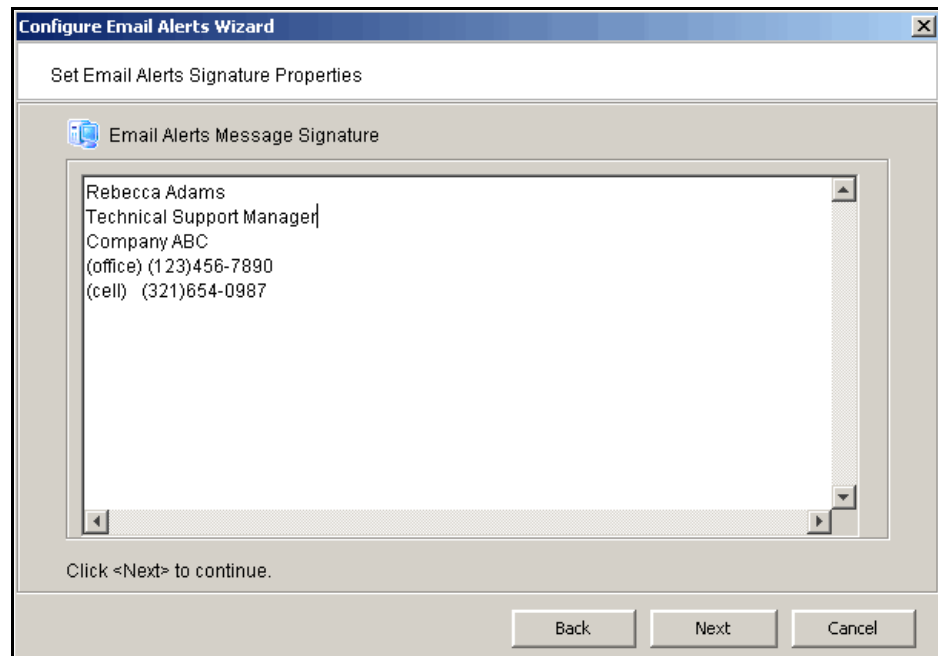 Configure Email Alerts Wizard
Set Email Alerts Signature Properties
Email Alerts Message Signature
Rebecca Adams
Technical Support Manager
Company ABC
(office) (123)456-7890
(cell) (321)654-0987
Click <Next> to continue.
Back Next Cancel